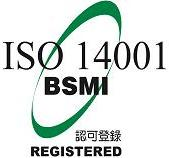 ISO 14001
BSMI
認可登錄
REGISTERED